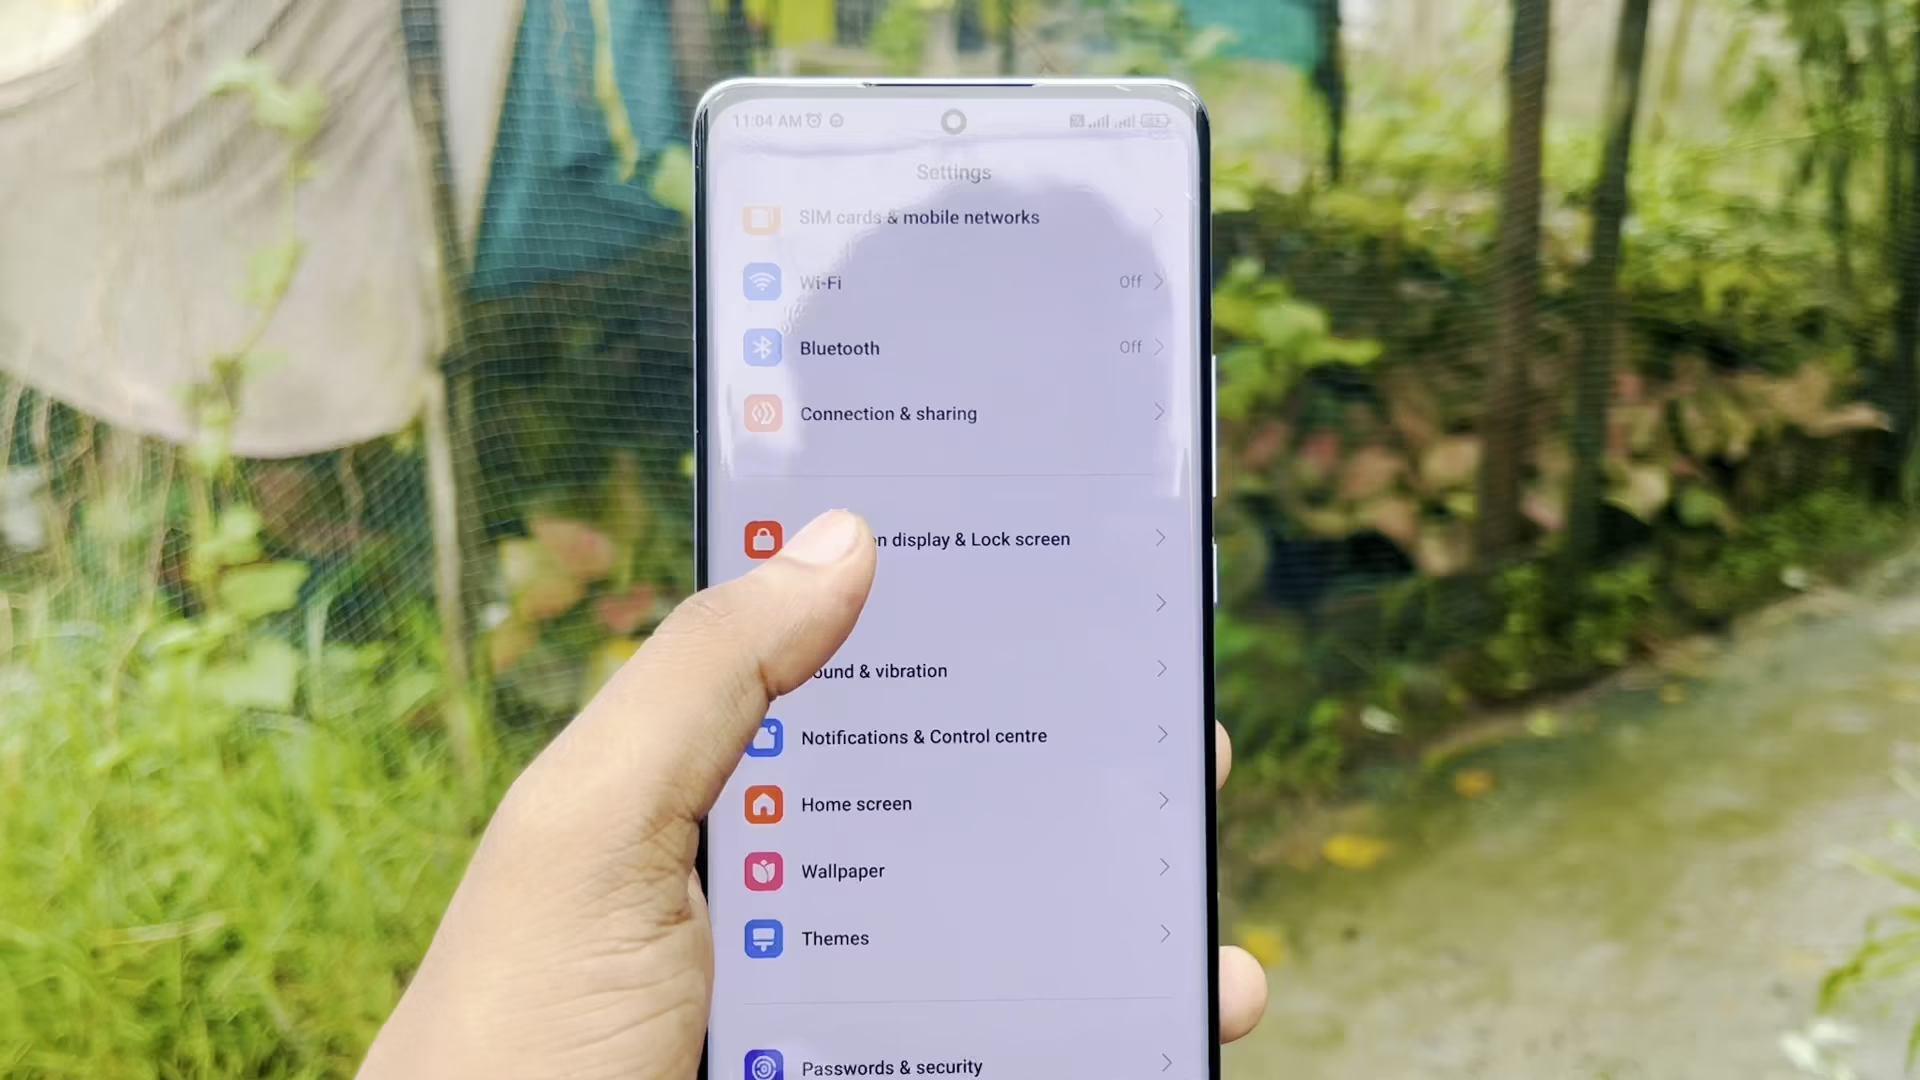 11:04 AM
Settings
SIM cards & mobile networks
Wi-Fi Off
Bluetooth Off
Connection & sharing
on display & Lock screen
ound & vibration
Notifications & Control centre
Home screen
Wallpaper
Themes
Passwords & security